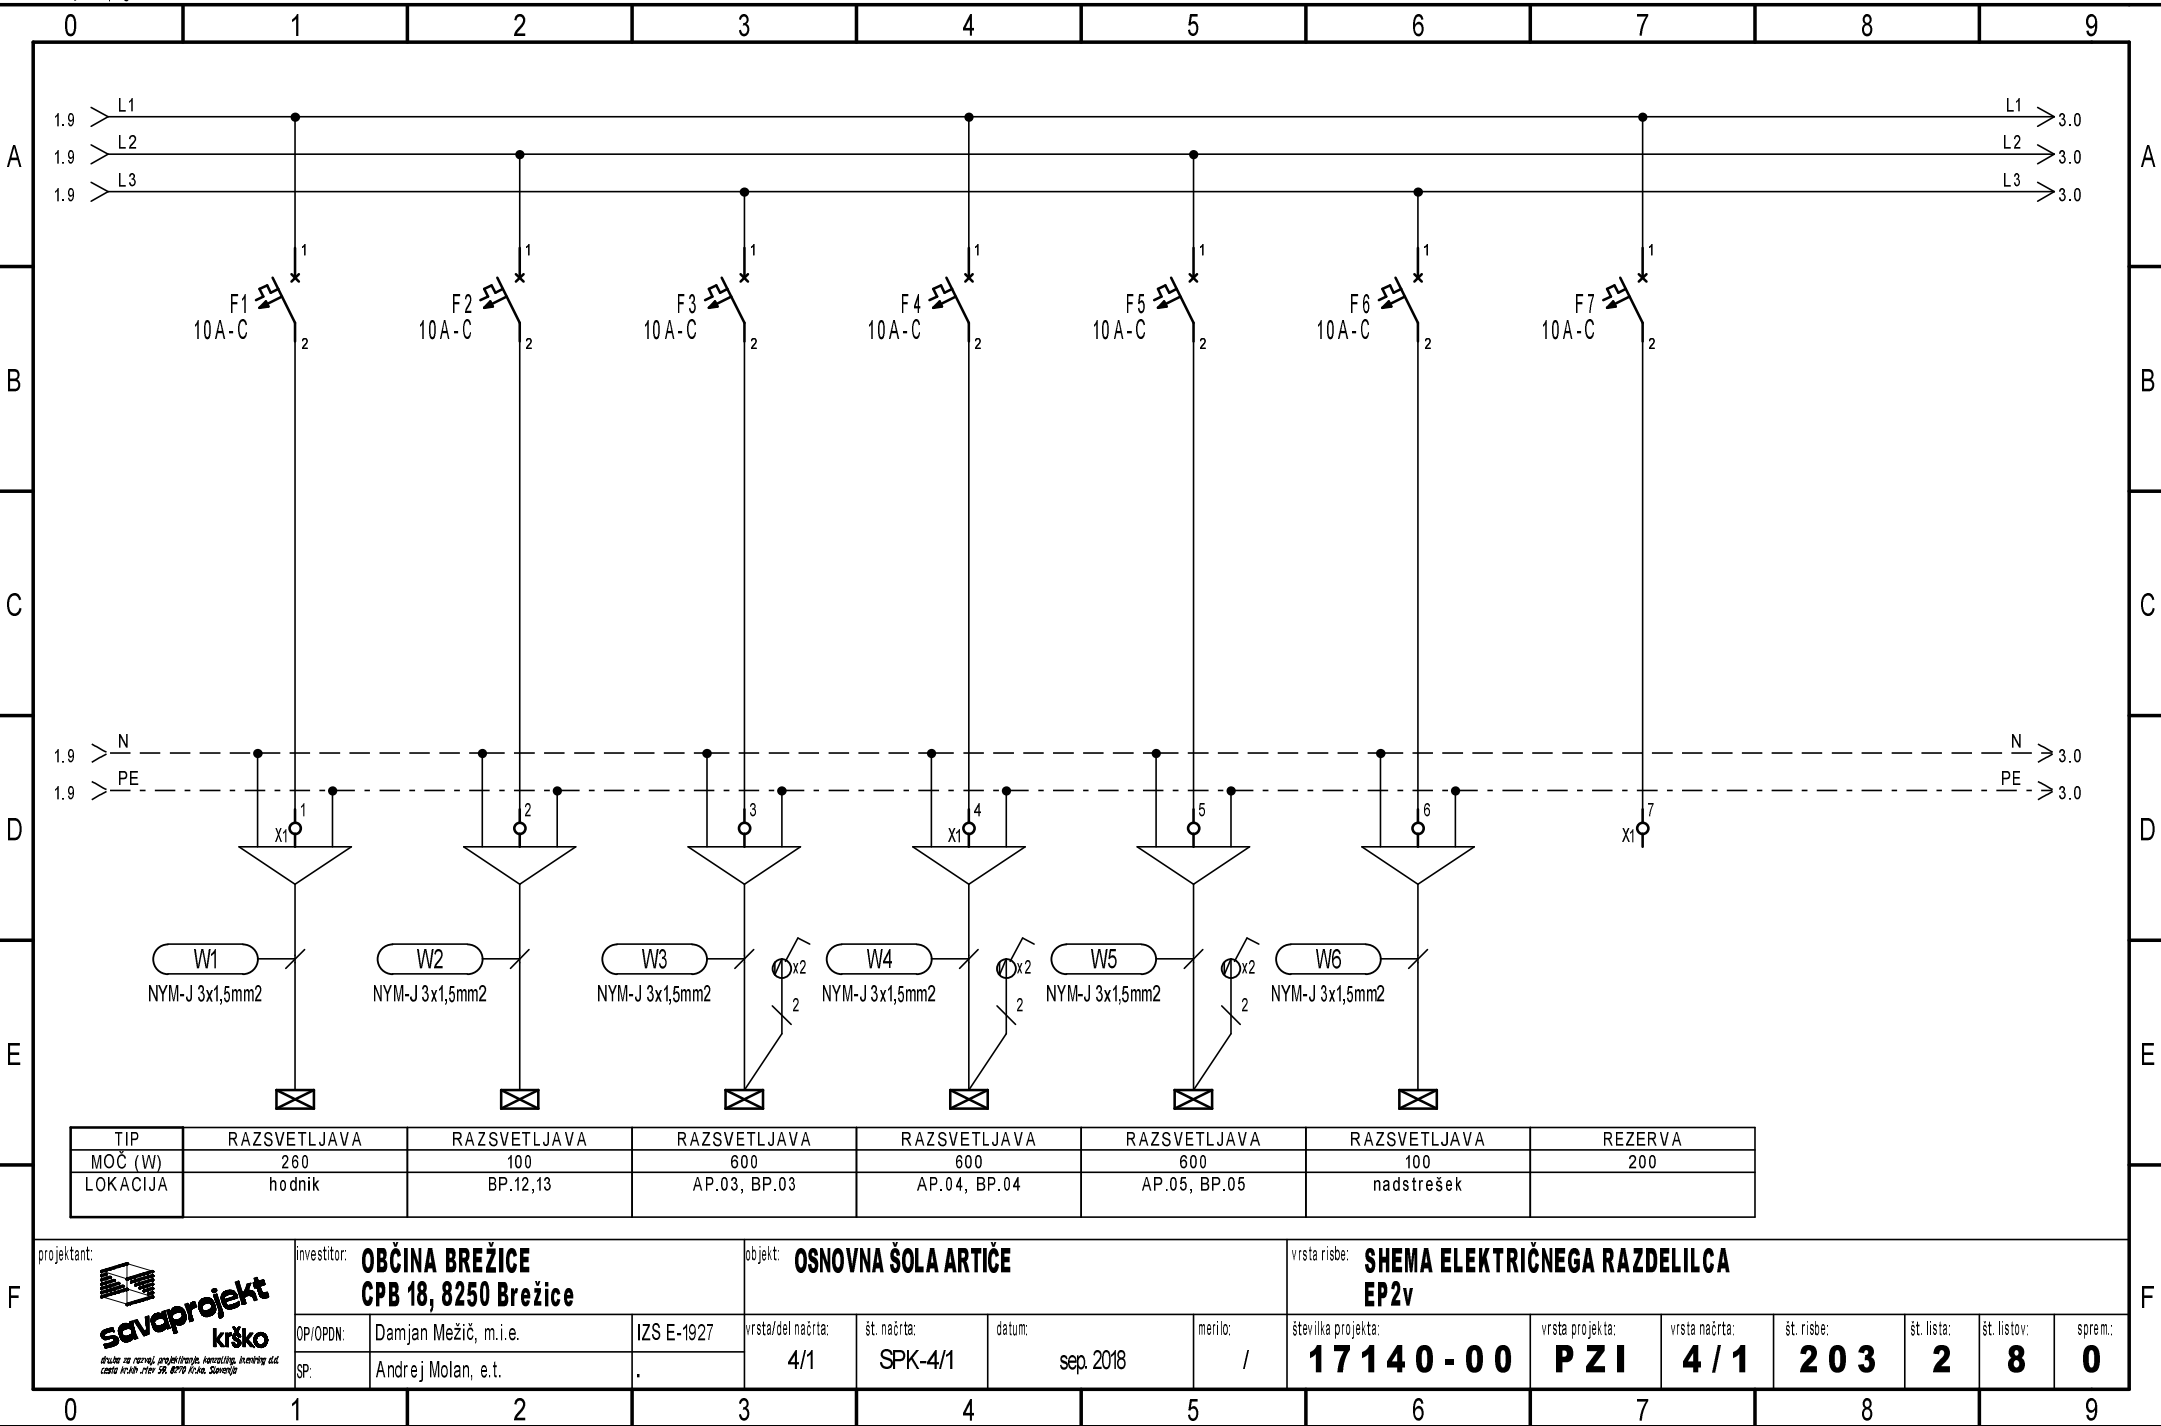 0 1 2 3 4 5 6 7 8 9
1.9 L1 L1 3.0
A 1.9 L2 L2 3.0 A
1.9 L3 L3 3.0
1 1 1 1 1 1 1
F1 F2 F3 F4 F5 F6 F7
10A-C 10A-C 10A-C 10A-C 10A-C 10A-C 10A-C
2 2 2 2 2 2 2
B B
C C
1.9 N N 3.0
1.9 PE PE 3.0
1 2 3 4 5 6 7
D X1 X1 X1 D
W1 W2 W3 x2 W4 x2 W5 x2 W6
NYM-J 3x1,5mm2 NYM-J 3x1,5mm2 NYM-J 3x1,5mm2 2 NYM-J 3x1,5mm2 2 NYM-J 3x1,5mm2 2 NYM-J 3x1,5mm2
E E
TIP RAZSVETLJAVA RAZSVETLJAVA RAZSVETLJAVA RAZSVETLJAVA RAZSVETLJAVA RAZSVETLJAVA REZERVA
MOČ (W) 260 100 600 600 600 100 200
LOKACIJA hodnik BP.12,13 AP.03, BP.03 AP.04, BP.04 AP.05, BP.05 nadstrešek
projektant: investitor: OBČINA BREŽICE objekt: OSNOVNA ŠOLA ARTIČE vrsta risbe: SHEMA ELEKTRIČNEGA RAZDELILCA
CPB 18, 8250 Brežice EP2v
F F
savaprojekt
krško
OP/OPDN: Damjan Mežič, m.i.e. IZS E-1927 vrsta/del načrta: št. načrta: datum: merilo: številka projekta: vrsta projekta: vrsta načrta: št. risbe: št. lista: št. listov: sprem.:
4/1 SPK-4/1 sep. 2018 / 17140-00 PZI 4/1 203 2 8 0
SP: Andrej Molan, e.t. .
0 1 2 3 4 5 6 7 8 9